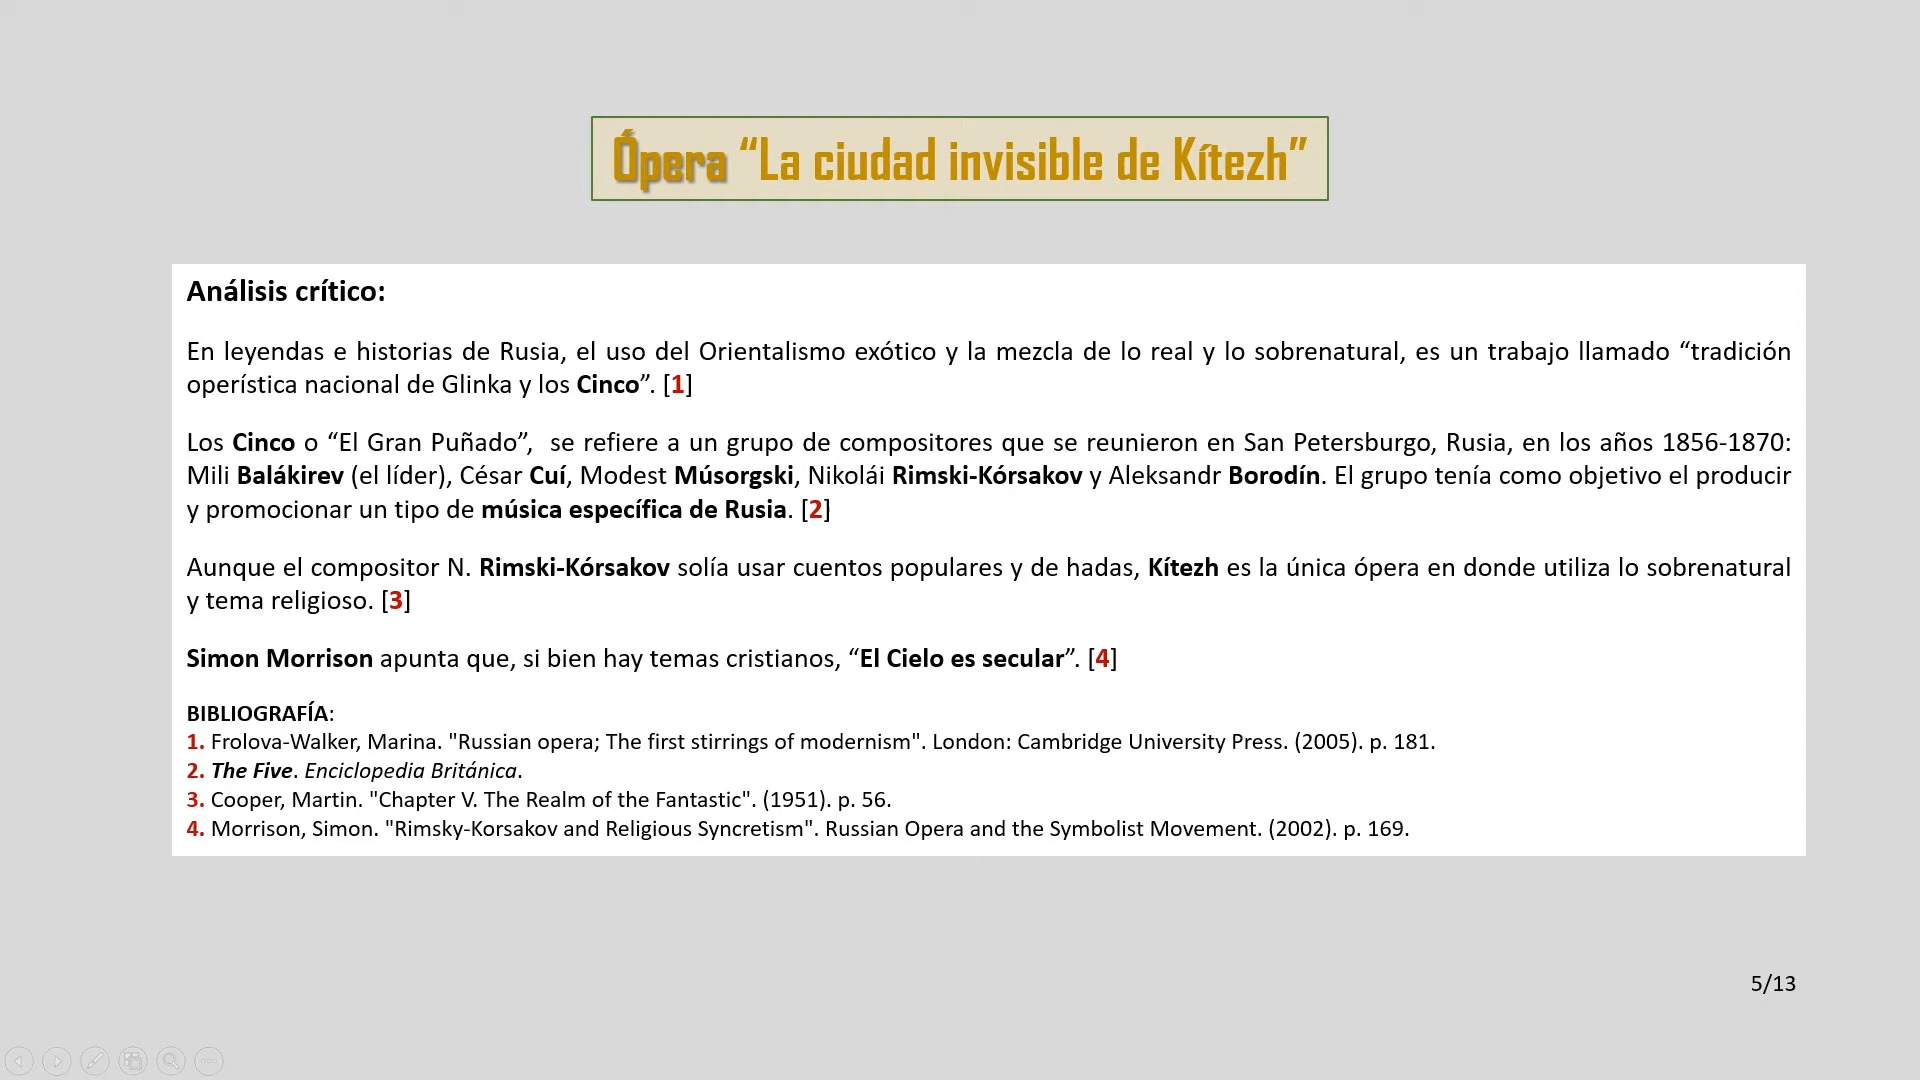 Ópera “La ciudad invisible de Kítezh”
Análisis crítico:
En leyendas e historias de Rusia, el uso del Orientalismo exótico y la mezcla de lo real y lo sobrenatural, es un trabajo llamado “tradición
operística nacional de Glinka y los Cinco”. [1]
Los Cinco o “El Gran Puñado”, se refiere a un grupo de compositores que se reunieron en San Petersburgo, Rusia, en los años 1856-1870:
Mili Balákirev (el líder), César Cuí, Modest Músorgski, Nikolái Rimski-Kórsakov y Aleksandr Borodín. El grupo tenía como objetivo el producir
y promocionar un tipo de música específica de Rusia. [2]
Aunque el compositor N. Rimski-Kórsakov solía usar cuentos populares y de hadas, Kítezh es la única ópera en donde utiliza lo sobrenatural
y tema religioso. [3]
Simon Morrison apunta que, si bien hay temas cristianos, “El Cielo es secular”. [4]
BIBLIOGRAFÍA:
1. Frolova-Walker, Marina. "Russian opera; The first stirrings of modernism". London: Cambridge University Press. (2005). p. 181.
2. The Five. Enciclopedia Británica.
3. Cooper, Martin. "Chapter V. The Realm of the Fantastic". (1951). p. 56.
4. Morrison, Simon. "Rimsky-Korsakov and Religious Syncretism". Russian Opera and the Symbolist Movement. (2002). p. 169.
5/13